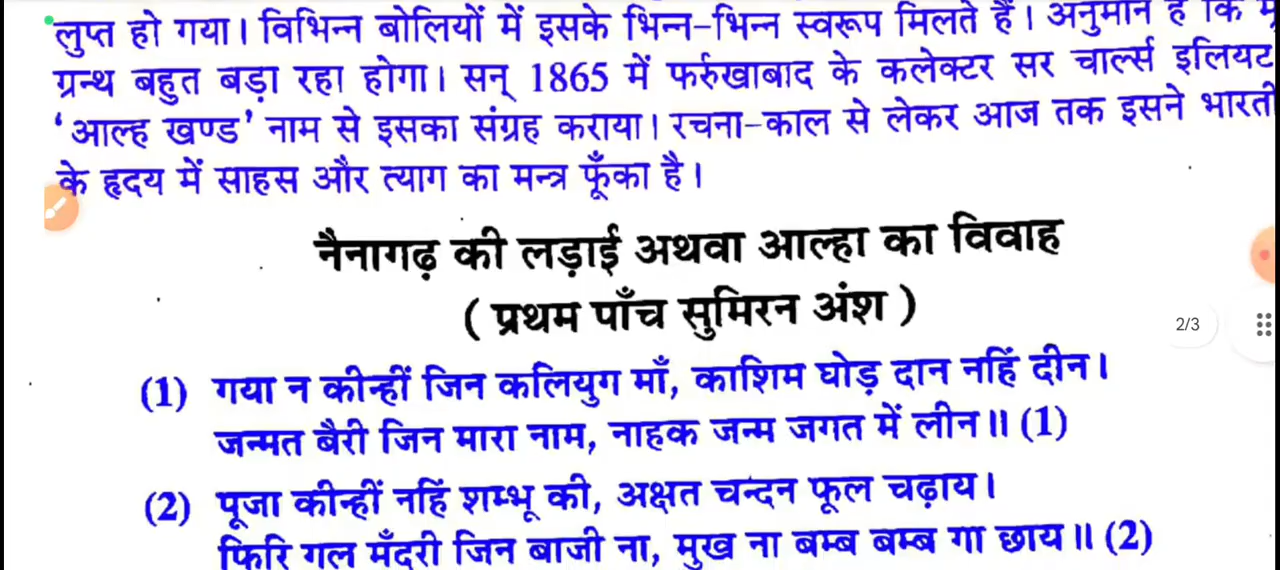 लुप्त हो गया। विभिन्न बोलियों में इसके भिन्न-भिन्न स्वरूप मिलते हैं। अनुमान है कि
ग्रन्थ बहुत बड़ा रहा होगा। सन् 1865 में फर्रुखाबाद के कलेक्टर सर चार्ल्स इलियट
‘आल्ह खण्ड’ नाम से इसका संग्रह कराया। रचना-काल से लेकर आज तक इसने भारती
के हृदय में साहस और त्याग का मन्त्र फूँका है।
नैनागढ़ की लड़ाई अथवा आल्हा का विवाह
( प्रथम पाँच सुमिरन अंश )
2/3
(1) गया न कीन्हीं जिन कलियुग माँ, काशिम घोड़ दान नहिं दीन।
जन्मत बैरी जिन मारा नाम, नाहक जन्म जगत में लीन॥ (1)
(2) पूजा कीन्हीं नहिं शम्भू की, अक्षत चन्दन फूल चढ़ाय।
फिरि गल मँदरी जिन बाजी ना, मुख ना बम्ब बम्ब गा छाय॥ (2)